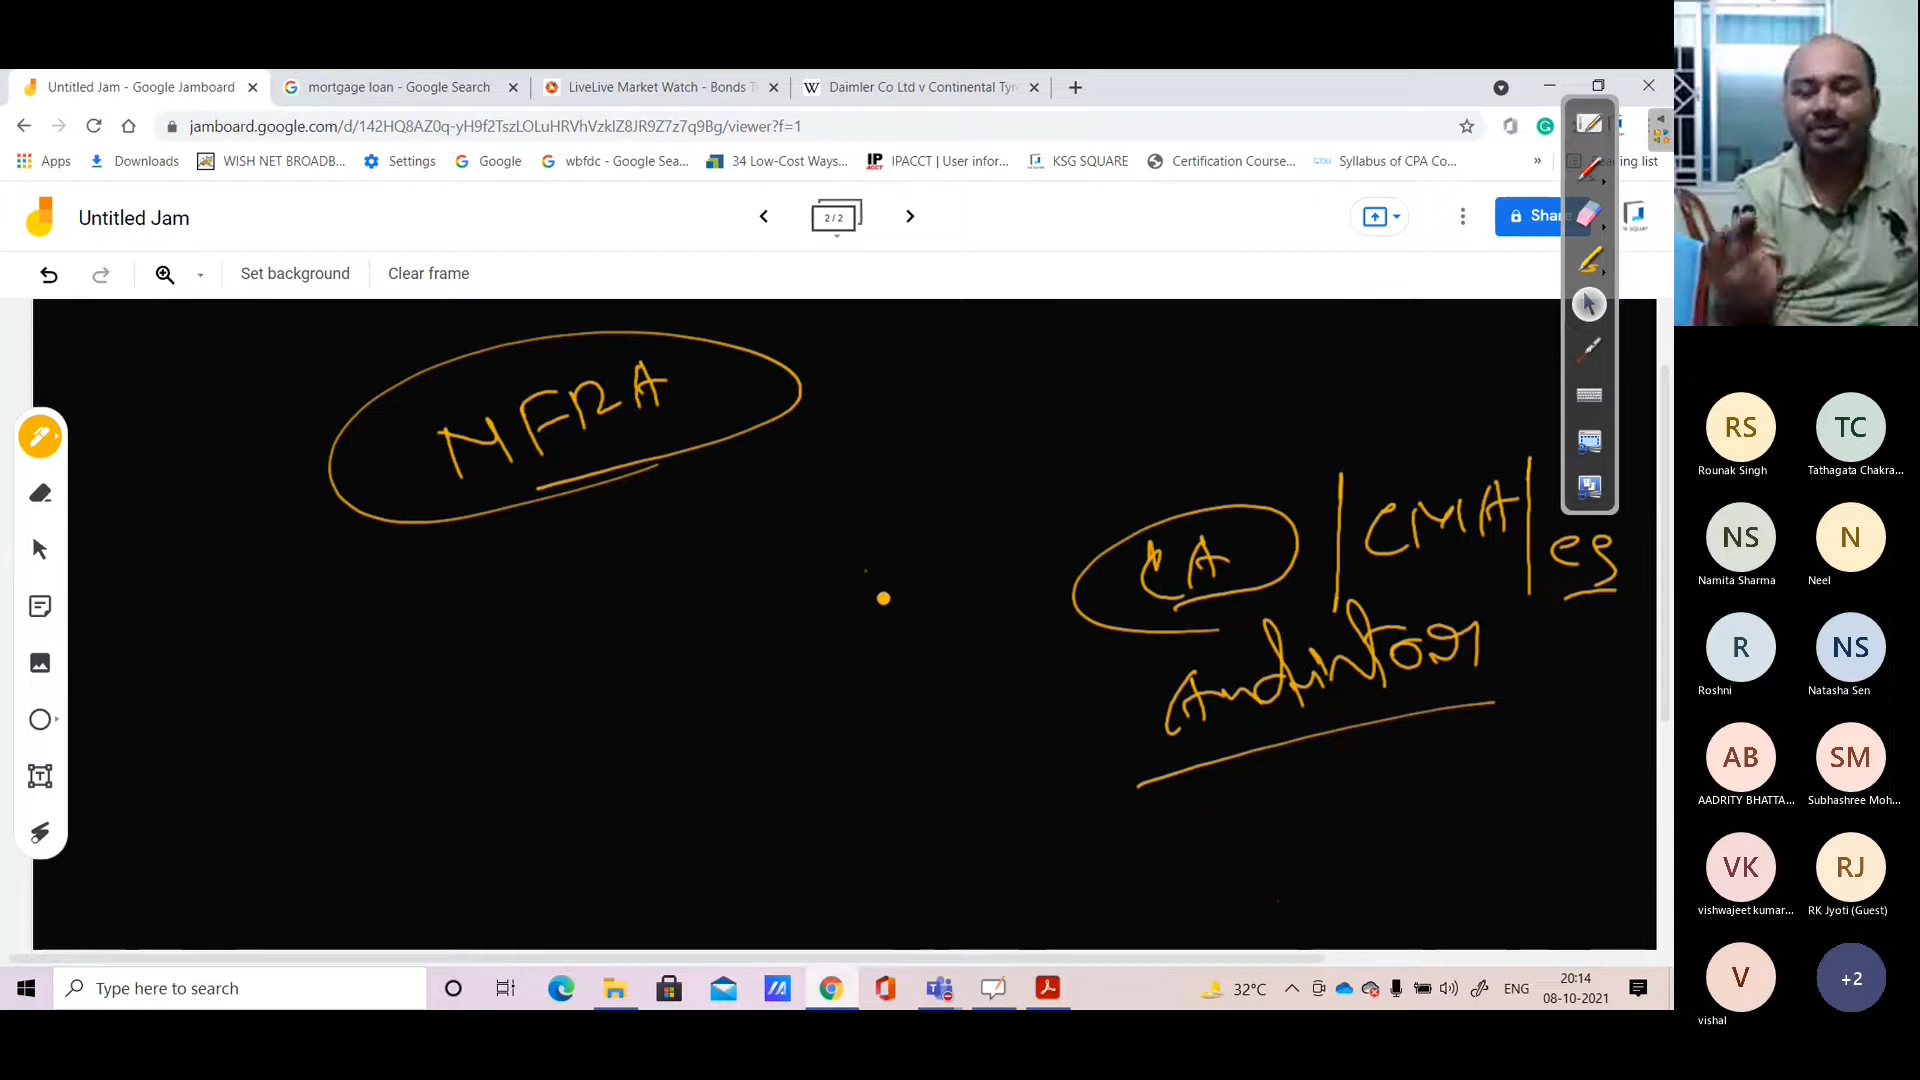 Untitled Jam - Google Jamboard
mortgage loan - Google Search
LiveLive Market Watch - Bonds T
Daimler Co Ltd v Continental Tyr
jamboard.google.com/d/142HQ8AZ0q-yH9f2TszLOLuHRVhVzkIZ8JR9Z7z7q9Bg/viewer?f=1
Apps Downloads WISH NET BROADB... Settings Google wbfdc - Google Sea... 34 Low-Cost Ways... IPACCT | User infor... KSG SQUARE Certification Course... Syllabus of CPA Co... » ding list
Untitled Jam
2 / 2
Share
Set background Clear frame
NFRA
CA | CMA | CS
Auditor
Type here to search
32°C
ENG
20:14
08-10-2021
RS TC
Rounak Singh Tathagata Chakra...
NS N
Namita Sharma Neel
R NS
Roshni Natasha Sen
AB SM
AADRITY BHATTA... Subhashree Moh...
VK RJ
vishwajeet kumar... RK Jyoti (Guest)
V +2
vishal